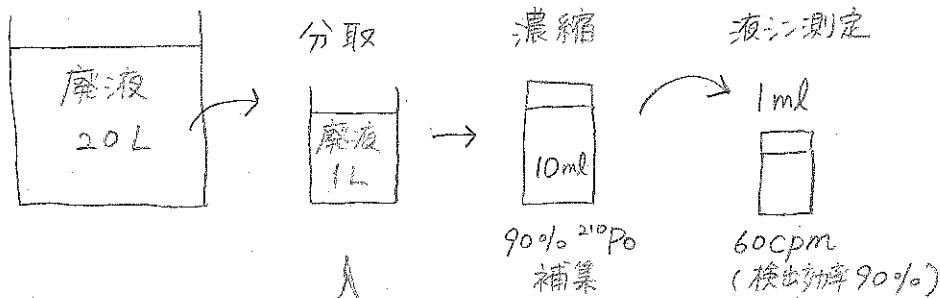 分取
濃縮
液シン測定
廃液
20L
廃液
1L
10ml
1ml
90% ²¹⁰Po
補集
60cpm
(検出効率90%)